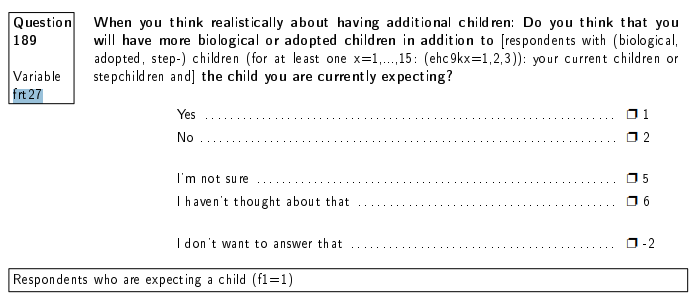 Question
189
Variable
frt27
When you think realistically about having additional children: Do you think that you
will have more biological or adopted children in addition to [respondents with (biological,
adopted, step-) children (for at least one x=1,...,15: (ehc9kx=1,2,3)): your current children or
stepchildren and] the child you are currently expecting?
Yes ........................................................ ❒ 1
No ........................................................ ❒ 2
I'm not sure ........................................................ ❒ 5
I haven't thought about that ........................................ ❒ 6
I don't want to answer that ........................................ ❒ -2
Respondents who are expecting a child (f1=1)